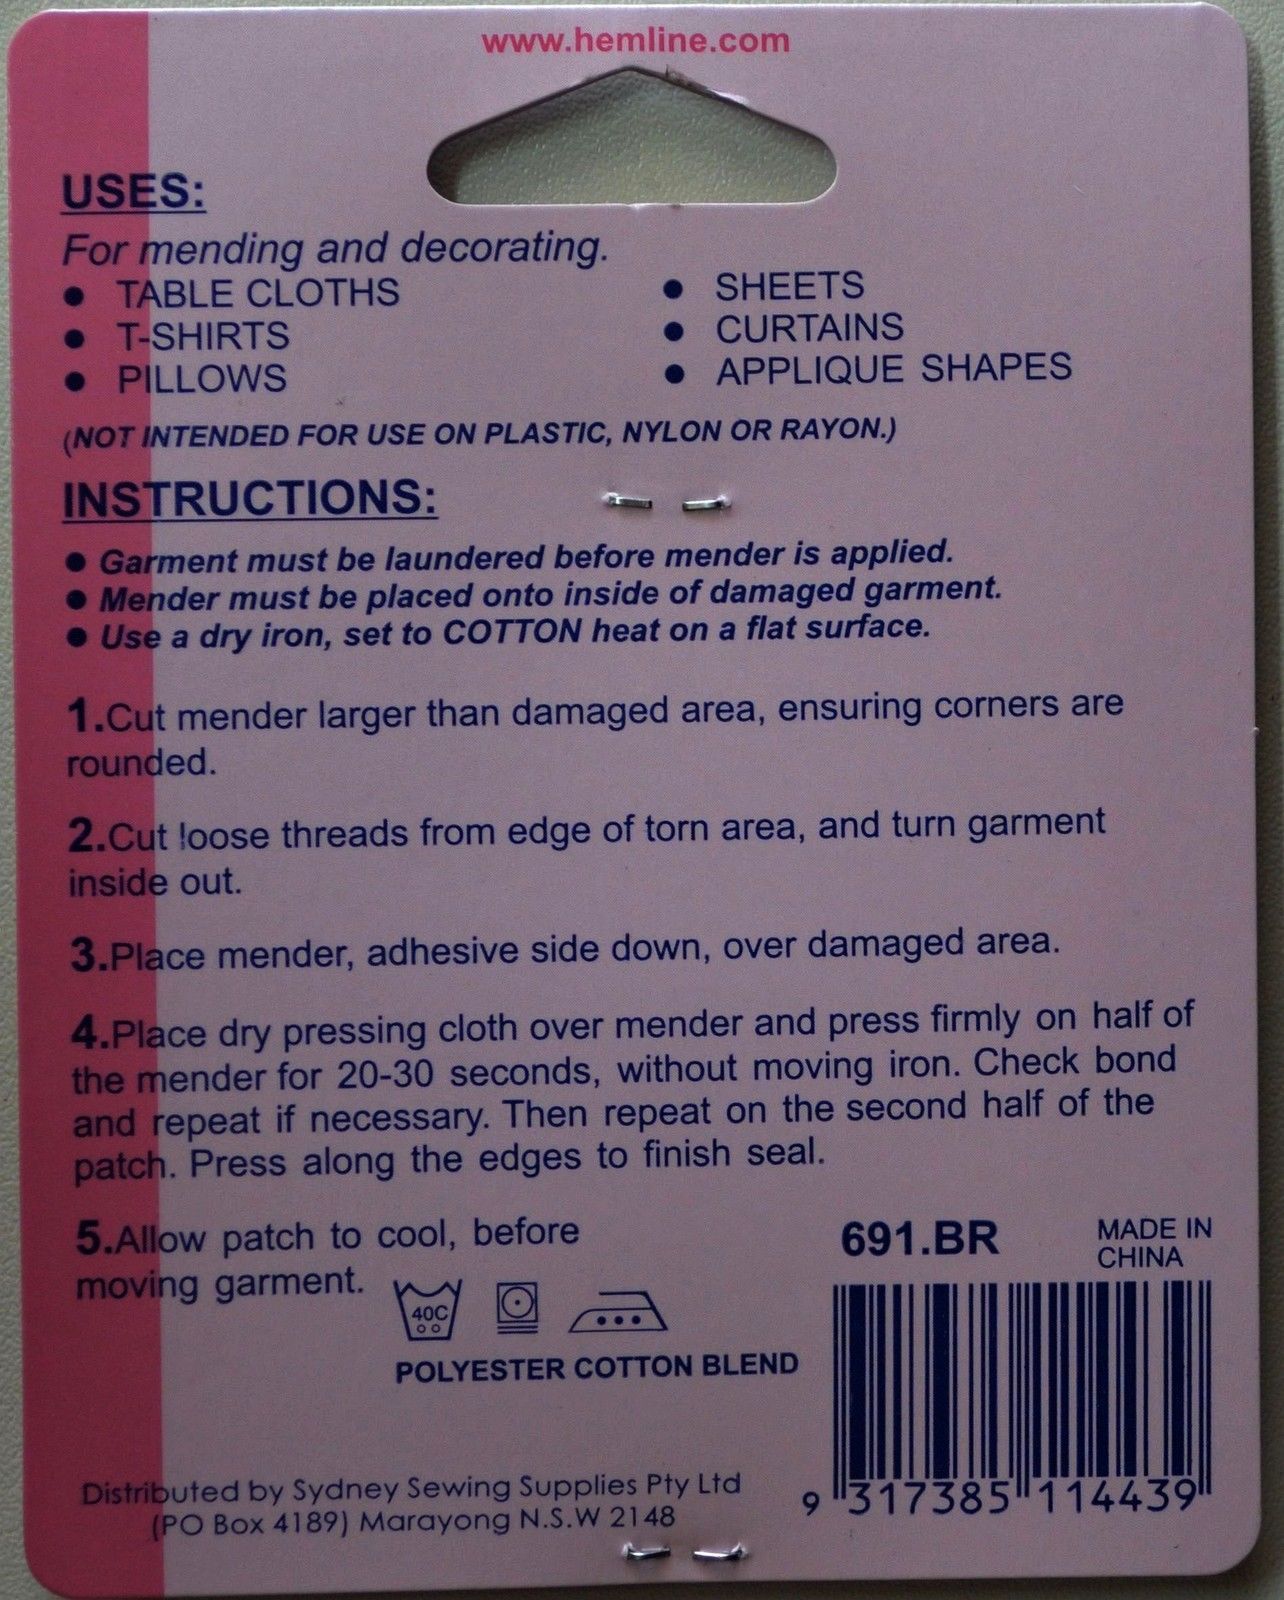 www.hemline.com
USES:
For mending and decorating.
● TABLE CLOTHS
● T-SHIRTS
● PILLOWS
● SHEETS
● CURTAINS
● APPLIQUE SHAPES
(NOT INTENDED FOR USE ON PLASTIC, NYLON OR RAYON.)
INSTRUCTIONS:
● Garment must be laundered before mender is applied.
● Mender must be placed onto inside of damaged garment.
● Use a dry iron, set to COTTON heat on a flat surface.
1.Cut mender larger than damaged area, ensuring corners are
rounded.
2.Cut loose threads from edge of torn area, and turn garment
inside out.
3.Place mender, adhesive side down, over damaged area.
4.Place dry pressing cloth over mender and press firmly on half of
the mender for 20-30 seconds, without moving iron. Check bond
and repeat if necessary. Then repeat on the second half of the
patch. Press along the edges to finish seal.
5.Allow patch to cool, before
moving garment.
40C
POLYESTER COTTON BLEND
691.BR
MADE IN
CHINA
9 317385 114439
Distributed by Sydney Sewing Supplies Pty Ltd
(PO Box 4189) Marayong N.S.W 2148